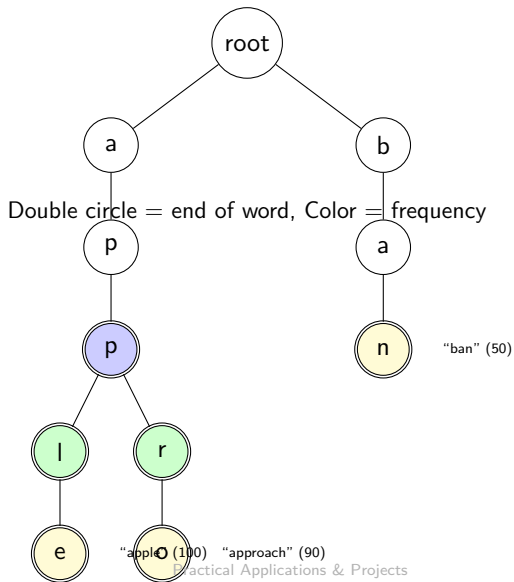 root
a b
Double circle = end of word, Color = frequency
p a
p n “ban” (50)
l r
e “apple” (100) o “approach” (90)
Practical Applications & Projects